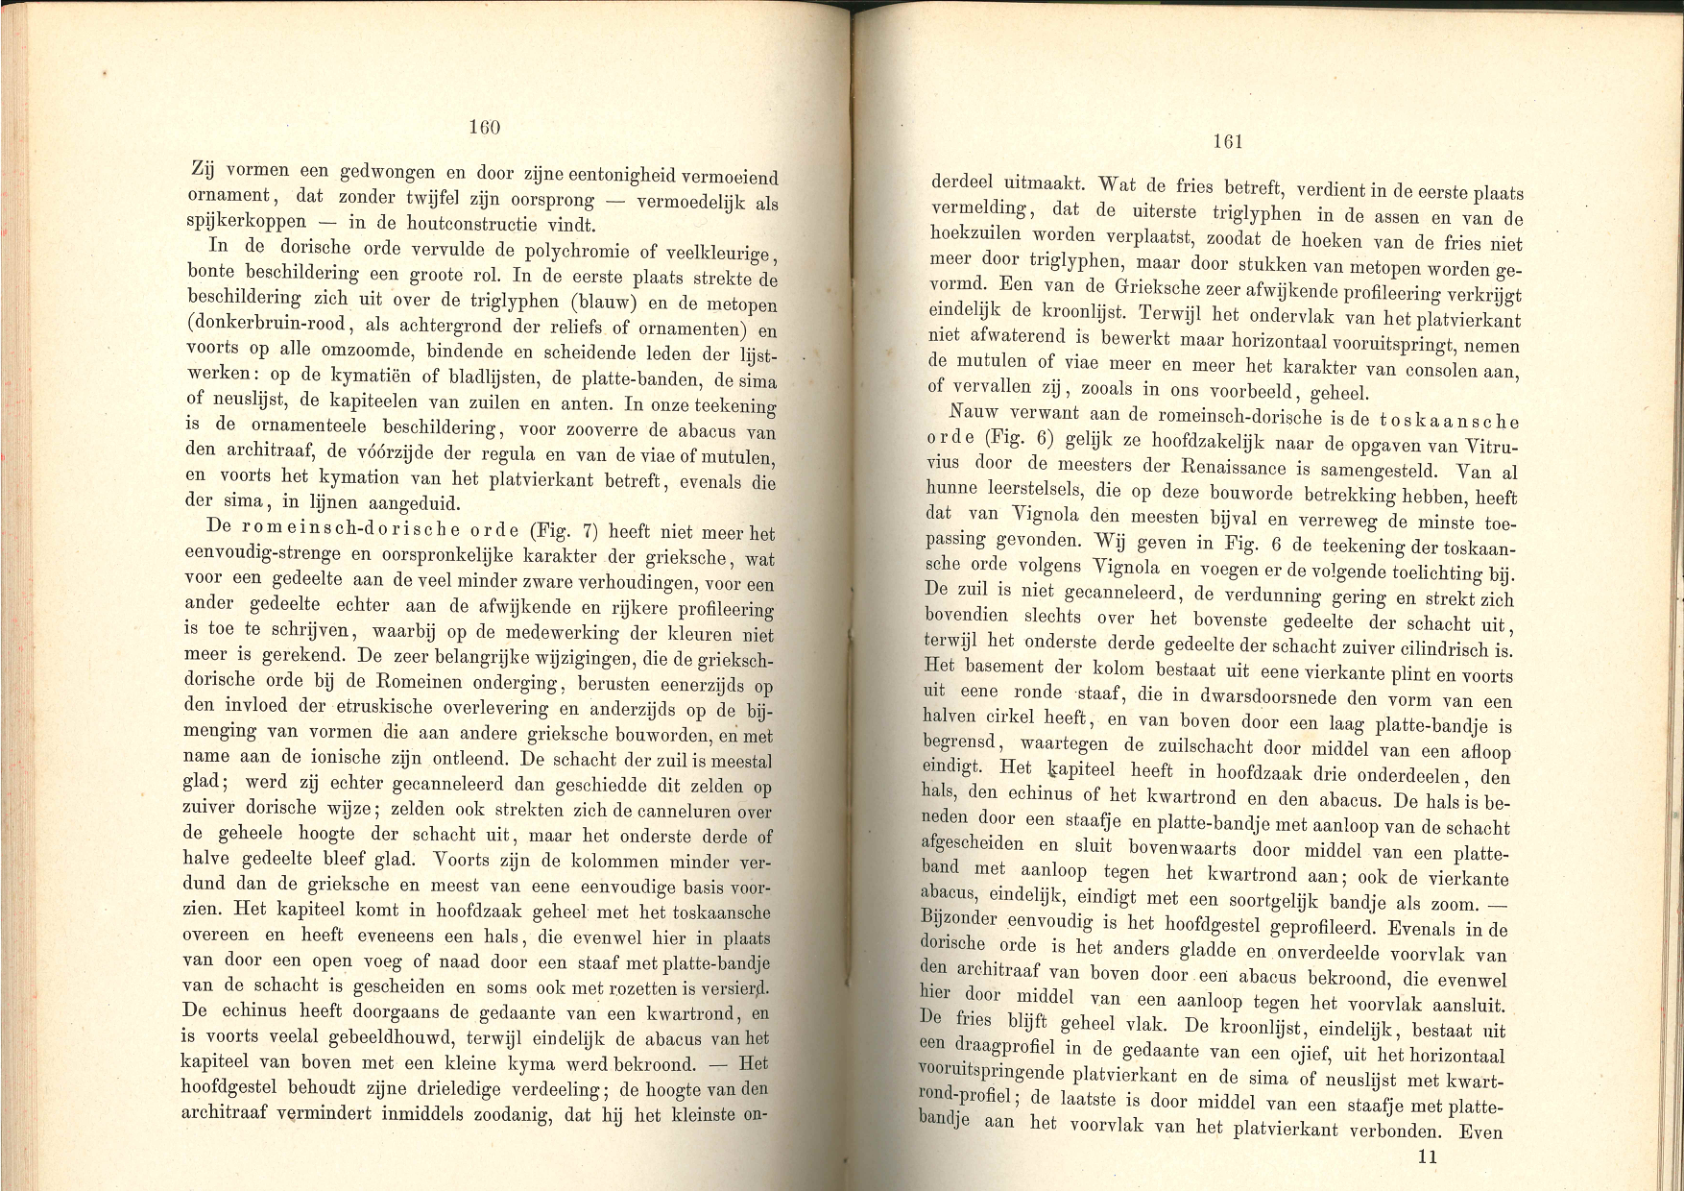 160
Zij vormen een gedwongen en door zijne eentonigheid vermoeiend
ornament, dat zonder twijfel zijn oorsprong — vermoedelijk als
spijkerkoppen — in de houtconstructie vindt.
In de dorische orde vervulde de polychromie of veelkleurige,
bonte beschildering een groote rol. In de eerste plaats strekte de
beschildering zich uit over de triglyphen (blauw) en de metopen
(donkerbruin-rood, als achtergrond der reliefs of ornamenten) en
voorts op alle omzoomde, bindende en scheidende leden der lijst-
werken: op de kymatiën of bladlijsten, de platte-banden, de sima
of neuslijst, de kapiteelen van zuilen en anten. In onze teekening
is de ornamenteele beschildering, voor zooverre de abacus van
den architraaf, de vóórzijde der regula en van de viae of mutulen,
en voorts het kymation van het platvierkant betreft, evenals die
der sima, in lijnen aangeduid.
De romeinsch-dorische orde (Fig. 7) heeft niet meer het
eenvoudig-strenge en oorspronkelijke karakter der grieksche, wat
voor een gedeelte aan de veel minder zware verhoudingen, voor een
ander gedeelte echter aan de afwijkende en rijkere profileering
is toe te schrijven, waarbij op de medewerking der kleuren niet
meer is gerekend. De zeer belangrijke wijzigingen, die de grieksch-
dorische orde bij de Romeinen onderging, berusten eenerzijds op
den invloed der etruskische overlevering en anderzijds op de bij-
menging van vormen die aan andere grieksche bouworden, en met
name aan de ionische zijn ontleend. De schacht der zuil is meestal
glad; werd zij echter gecanneleerd dan geschiedde dit zelden op
zuiver dorische wijze; zelden ook strekten zich de canneluren over
de geheele hoogte der schacht uit, maar het onderste derde of
halve gedeelte bleef glad. Voorts zijn de kolommen minder ver-
dund dan de grieksche en meest van eene eenvoudige basis voor-
zien. Het kapiteel komt in hoofdzaak geheel met het toskaansche
overeen en heeft eveneens een hals, die evenwel hier in plaats
van door een open voeg of naad door een staaf met platte-bandje
van de schacht is gescheiden en soms ook met rozetten is versierd.
De echinus heeft doorgaans de gedaante van een kwartrond, en
is voorts veelal gebeeldhouwd, terwijl eindelijk de abacus van het
kapiteel van boven met een kleine kyma werd bekroond. — Het
hoofdgestel behoudt zijne drieledige verdeeling; de hoogte van den
architraaf vermindert inmiddels zoodanig, dat hij het kleinste on-
161
derdeel uitmaakt. Wat de fries betreft, verdient in de eerste plaats
vermelding, dat de uiterste triglyphen in de assen en van de
hoekzuilen worden verplaatst, zoodat de hoeken van de fries niet
meer door triglyphen, maar door stukken van metopen worden ge-
vormd. Een van de Grieksche zeer afwijkende profileering verkrijgt
eindelijk de kroonlijst. Terwijl het ondervlak van het platvierkant
niet afwaterend is bewerkt maar horizontaal vooruitspringt, nemen
de mutulen of viae meer en meer het karakter van consolen aan,
of vervallen zij, zooals in ons voorbeeld, geheel.
Nauw verwant aan de romeinsch-dorische is de toskaansche
orde (Fig. 6) gelijk ze hoofdzakelijk naar de opgaven van Vitru-
vius door de meesters der Renaissance is samengesteld. Van al
hunne leerstelsels, die op deze bouworde betrekking hebben, heeft
dat van Vignola den meesten bijval en verreweg de minste toe-
passing gevonden. Wij geven in Fig. 6 de teekening der toskaan-
sche orde volgens Vignola en voegen er de volgende toelichting bij.
De zuil is niet gecanneleerd, de verdunning gering en strekt zich
bovendien slechts over het bovenste gedeelte der schacht uit,
terwijl het onderste derde gedeelte der schacht zuiver cilindrisch is.
Het basement der kolom bestaat uit eene vierkante plint en voorts
uit eene ronde staaf, die in dwarsdoorsnede den vorm van een
halven cirkel heeft, en van boven door een laag platte-bandje is
begrensd, waartegen de zuilschacht door middel van een afloop
eindigt. Het kapiteel heeft in hoofdzaak drie onderdeelen, den
hals, den echinus of het kwartrond en den abacus. De hals is be-
neden door een staafje en platte-bandje met aanloop van de schacht
afgescheiden en sluit bovenwaarts door middel van een platte-
band met aanloop tegen het kwartrond aan; ook de vierkante
abacus, eindelijk, eindigt met een soortgelijk bandje als zoom. —
Bijzonder eenvoudig is het hoofdgestel geprofileerd. Evenals in de
dorische orde is het anders gladde en onverdeelde voorvlak van
den architraaf van boven door een abacus bekroond, die evenwel
hier door middel van een aanloop tegen het voorvlak aansluit.
De fries blijft geheel vlak. De kroonlijst, eindelijk, bestaat uit
een draagprofiel in de gedaante van een ojief, uit het horizontaal
vooruitspringende platvierkant en de sima of neuslijst met kwart-
rond-profiel; de laatste is door middel van een staafje met platte-
bandje aan het voorvlak van het platvierkant verbonden. Even
11